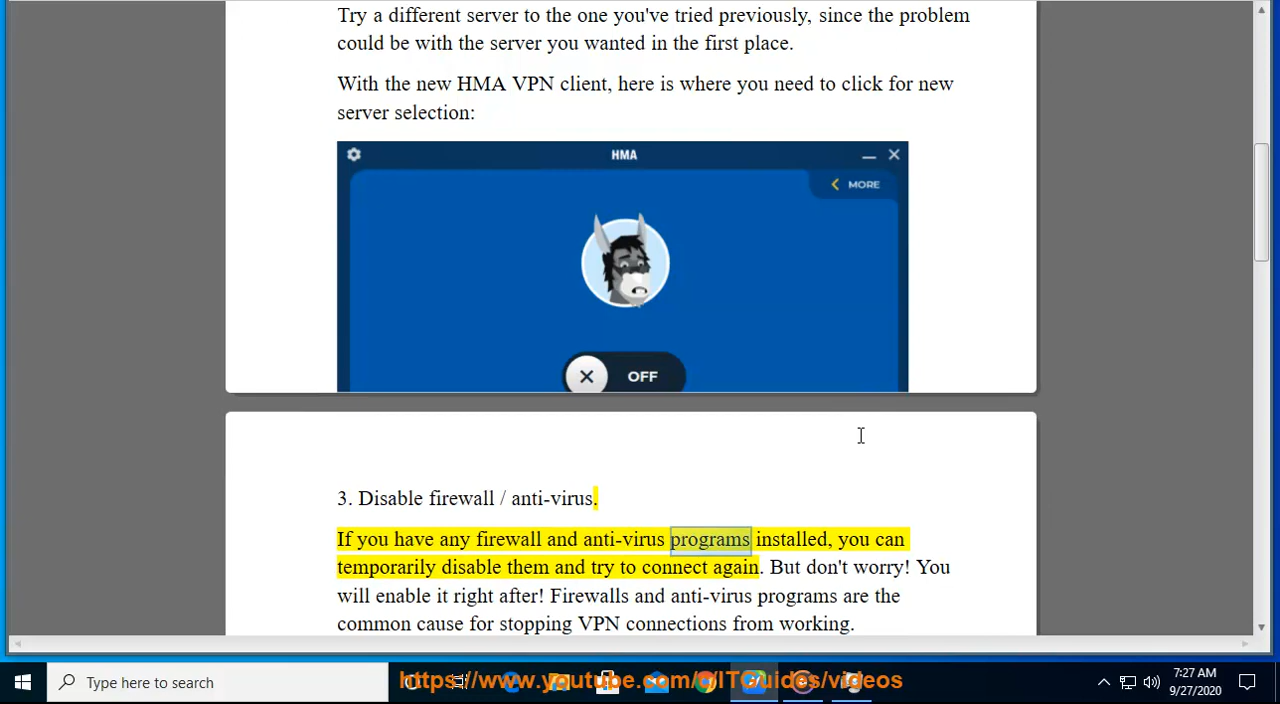 Try a different server to the one you've tried previously, since the problem
could be with the server you wanted in the first place.
With the new HMA VPN client, here is where you need to click for new
server selection:
HMA
MORE
OFF
3. Disable firewall / anti-virus.
If you have any firewall and anti-virus programs installed, you can
temporarily disable them and try to connect again. But don't worry! You
will enable it right after! Firewalls and anti-virus programs are the
common cause for stopping VPN connections from working.
Type here to search
https://www.youtube.com/c/ITGuides/videos
7:27 AM
9/27/2020